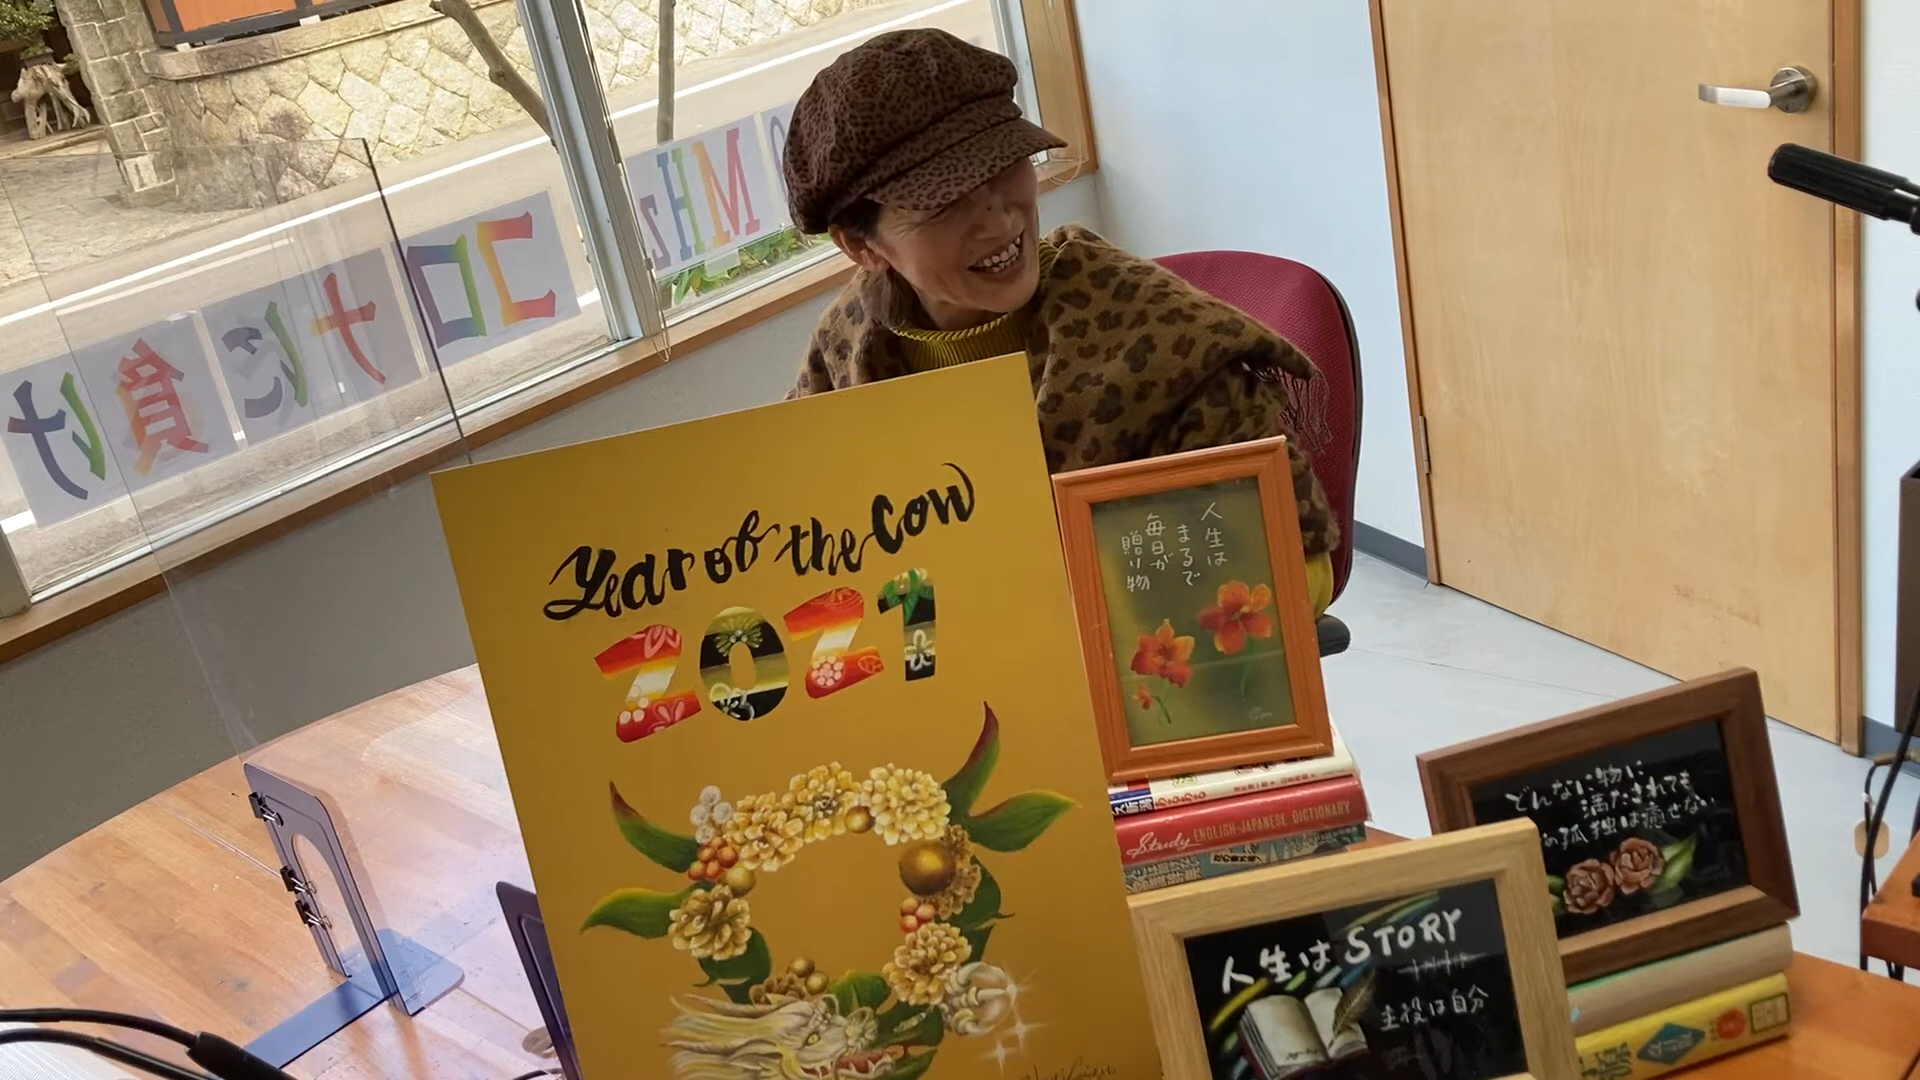 コロナに負け
MHz
Year of the Cow
2021
人生は
まるで
毎日が
贈り物
Study ENGLISH-JAPANESE DICTIONARY
どんなに物に
満たされても
の孤独は癒せない
人生はSTORY
主役は自分